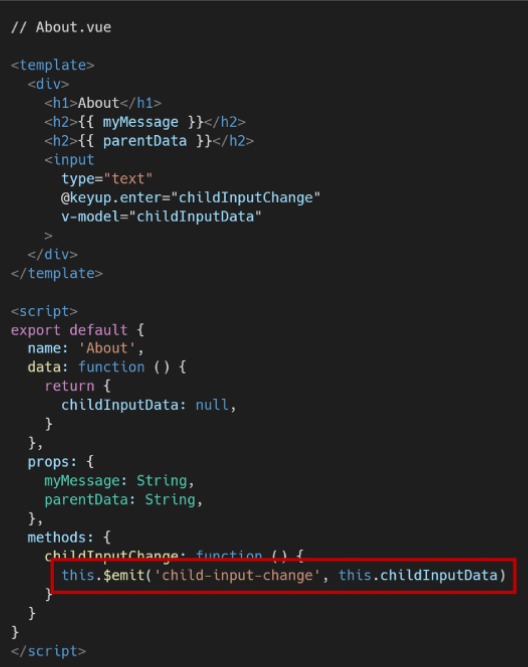 // About.vue
<template>
<div>
<h1>About</h1>
<h2>{{ myMessage }}</h2>
<h2>{{ parentData }}</h2>
<input
type="text"
@keyup.enter="childInputChange"
v-model="childInputData"
>
</div>
</template>
<script>
export default {
name: 'About',
data: function () {
return {
childInputData: null,
}
},
props: {
myMessage: String,
parentData: String,
},
methods: {
childInputChange: function () {
this.$emit('child-input-change', this.childInputData)
}
}
}
</script>